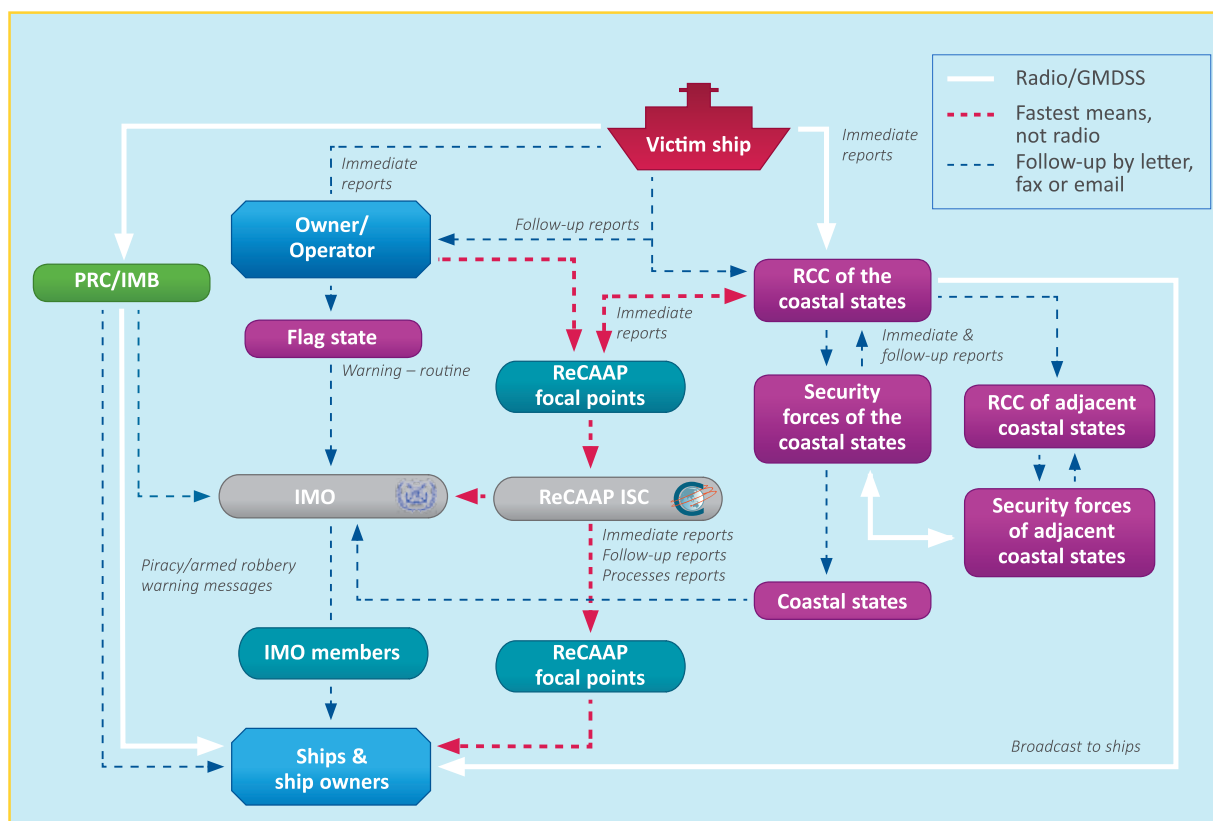 Radio/GMDSS
Fastest means,
not radio
Follow-up by letter,
fax or email
Victim ship
Immediate
reports
Immediate
reports
Owner/
Operator
Follow-up reports
PRC/IMB
RCC of the
coastal states
Immediate
reports
Flag state
Immediate &
follow-up reports
Warning – routine
ReCAAP
focal points
Security
forces of the
coastal states
RCC of adjacent
coastal states
IMO
ReCAAP ISC
Security forces
of adjacent
coastal states
Immediate reports
Follow-up reports
Processes reports
Piracy/armed robbery
warning messages
Coastal states
IMO members
ReCAAP
focal points
Ships &
ship owners
Broadcast to ships